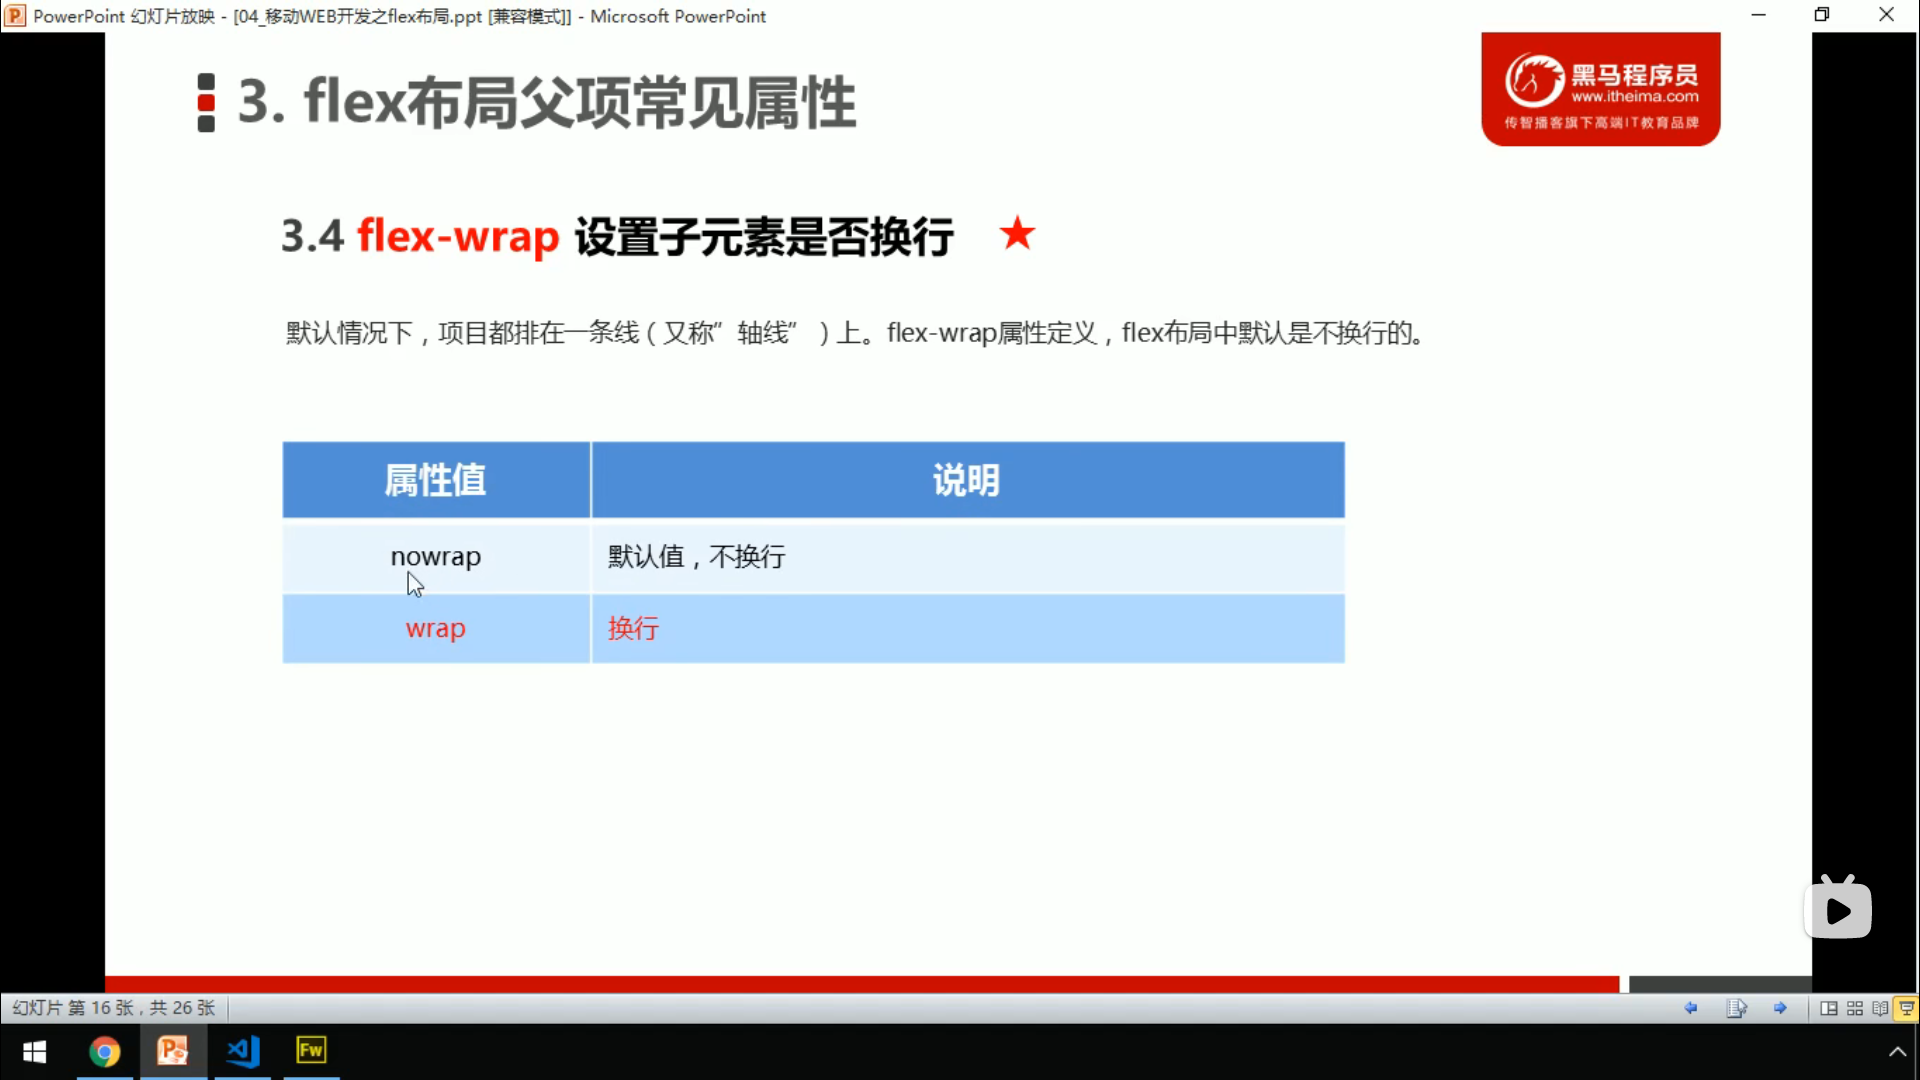 PowerPoint 幻灯片放映 - [04_移动WEB开发之flex布局.ppt [兼容模式]] - Microsoft PowerPoint
3. flex布局父项常见属性
黑马程序员
www.itheima.com
传智播客旗下高端IT教育品牌
3.4 flex-wrap 设置子元素是否换行 ★
默认情况下，项目都排在一条线（又称”轴线”）上。flex-wrap属性定义，flex布局中默认是不换行的。
属性值 说明
nowrap 默认值，不换行
wrap 换行
幻灯片 第 16 张，共 26 张
Fw